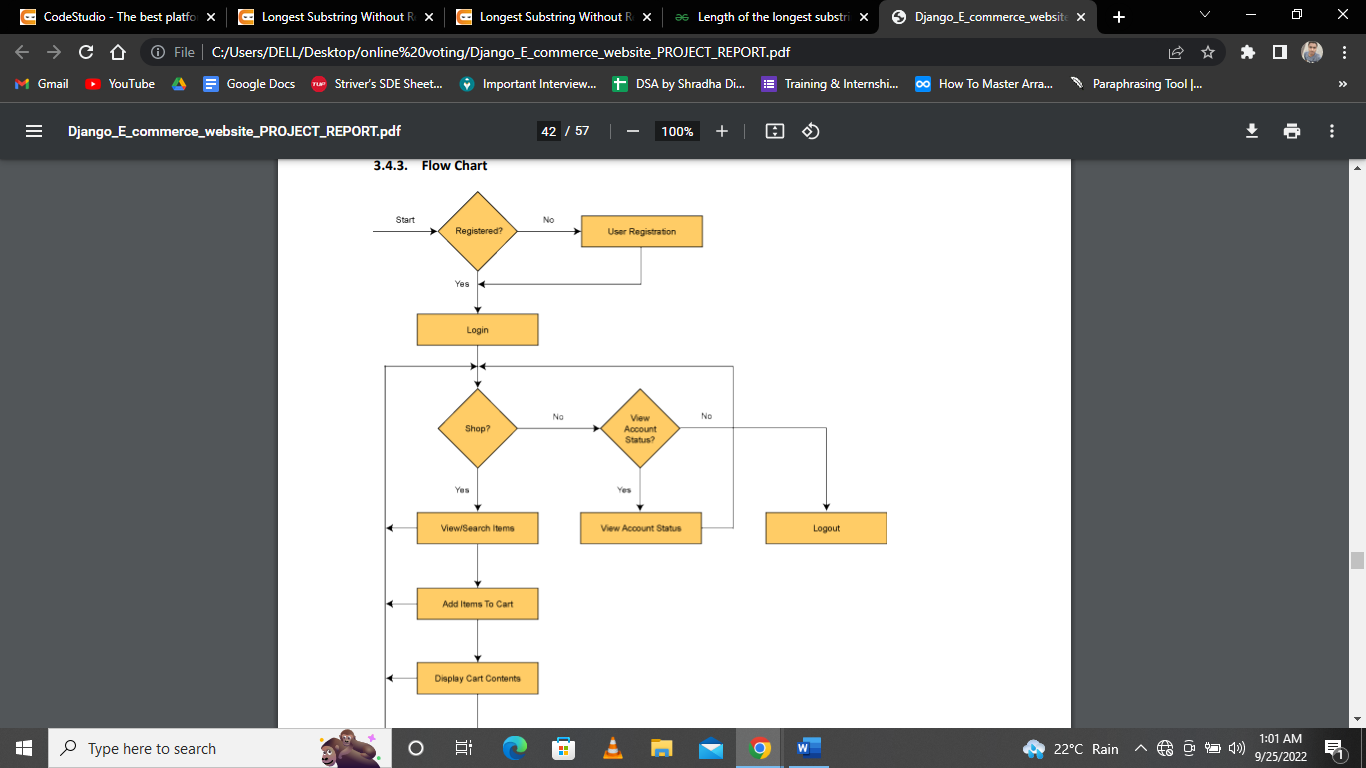 CodeStudio - The best platfo
Longest Substring Without R
Longest Substring Without R
Length of the longest substri
Django_E_commerce_website
File
C:/Users/DELL/Desktop/online%20voting/Django_E_commerce_website_PROJECT_REPORT.pdf
Gmail
YouTube
Google Docs
TUF
Striver's SDE Sheet...
Important Interview...
DSA by Shradha Di...
Training & Internshi...
How To Master Arra...
Paraphrasing Tool |...
»
Django_E_commerce_website_PROJECT_REPORT.pdf
42 / 57
100%
3.4.3. Flow Chart
Start
Registered?
No
User Registration
Yes
Login
Shop?
No
View
Account
Status?
No
Yes
Yes
View/Search Items
View Account Status
Logout
Add Items To Cart
Display Cart Contents
Type here to search
22°C Rain
1:01 AM
9/25/2022
1